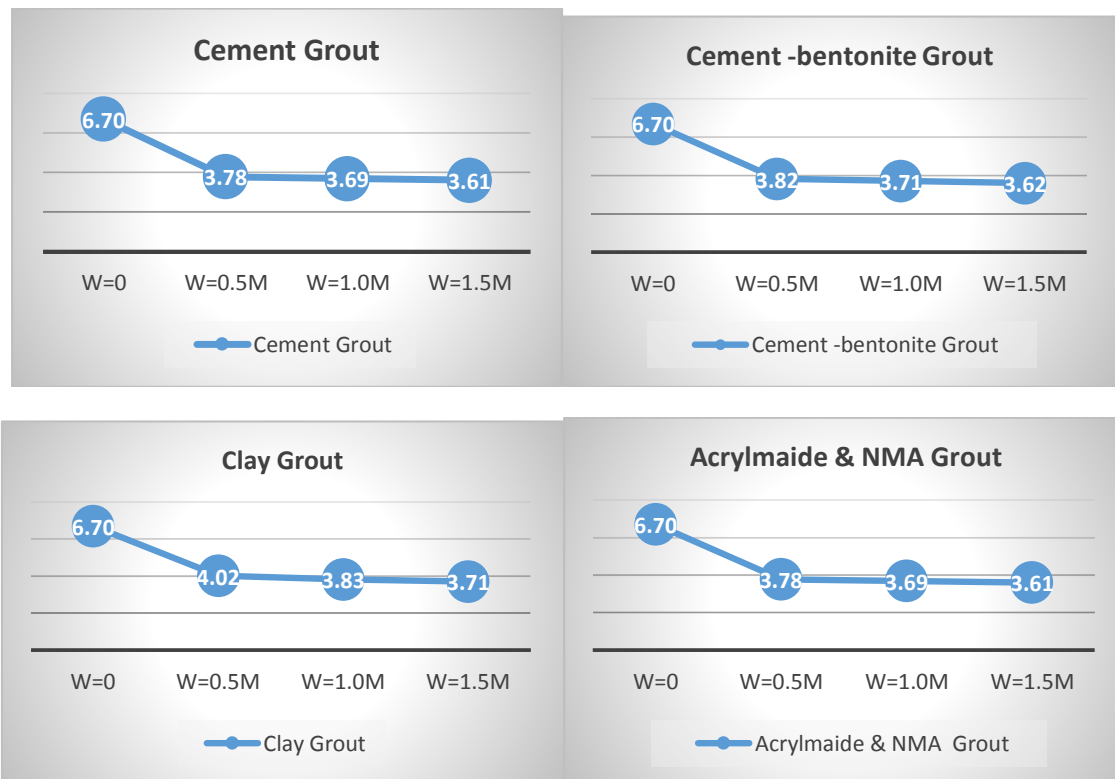 Cement Grout
6.70
3.78
3.69
3.61
W=0 W=0.5M W=1.0M W=1.5M
Cement Grout
Cement -bentonite Grout
6.70
3.82
3.71
3.62
W=0 W=0.5M W=1.0M W=1.5M
Cement -bentonite Grout
Clay Grout
6.70
4.02
3.83
3.71
W=0 W=0.5M W=1.0M W=1.5M
Clay Grout
Acrylmaide & NMA Grout
6.70
3.78
3.69
3.61
W=0 W=0.5M W=1.0M W=1.5M
Acrylmaide & NMA Grout